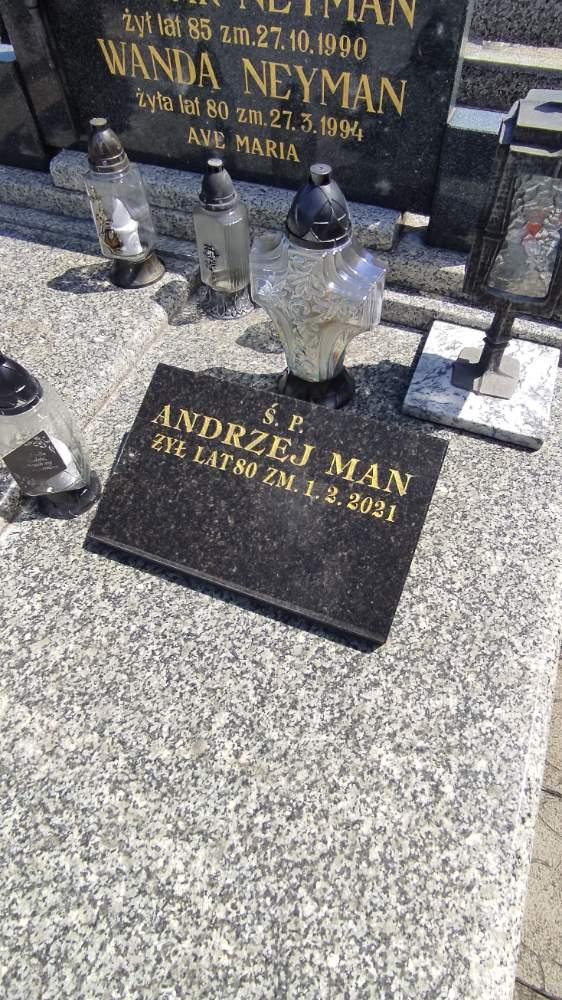 NEYMAN
żył lat 85 zm.27.10.1990
WANDA NEYMAN
żyła lat 80 zm.27.3.1994
AVE MARIA
Ś. P.
ANDRZEJ MAN
ŻYŁ LAT 80 ZM. 1. 2. 2021